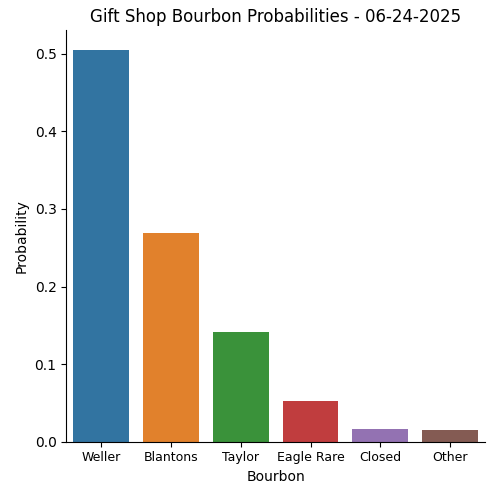 Gift Shop Bourbon Probabilities - 06-24-2025
0.5
0.4
0.3
0.2
0.1
0.0
Probability
Weller Blantons Taylor Eagle Rare Closed Other
Bourbon